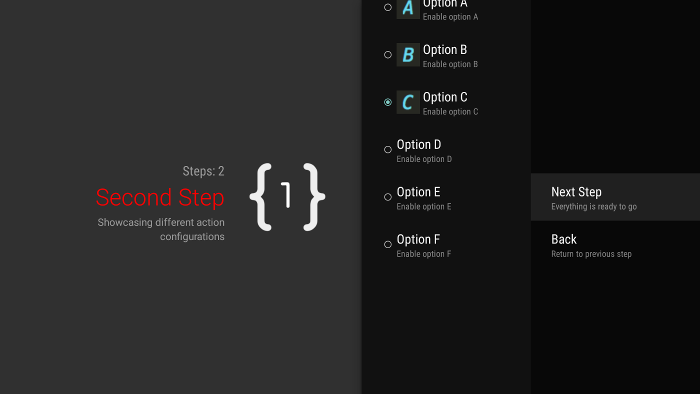 Steps: 2
Second Step
Showcasing different action
configurations
{1}
A Option A
Enable option A
B Option B
Enable option B
C Option C
Enable option C
Option D
Enable option D
Option E
Enable option E
Option F
Enable option F
Next Step
Everything is ready to go
Back
Return to previous step